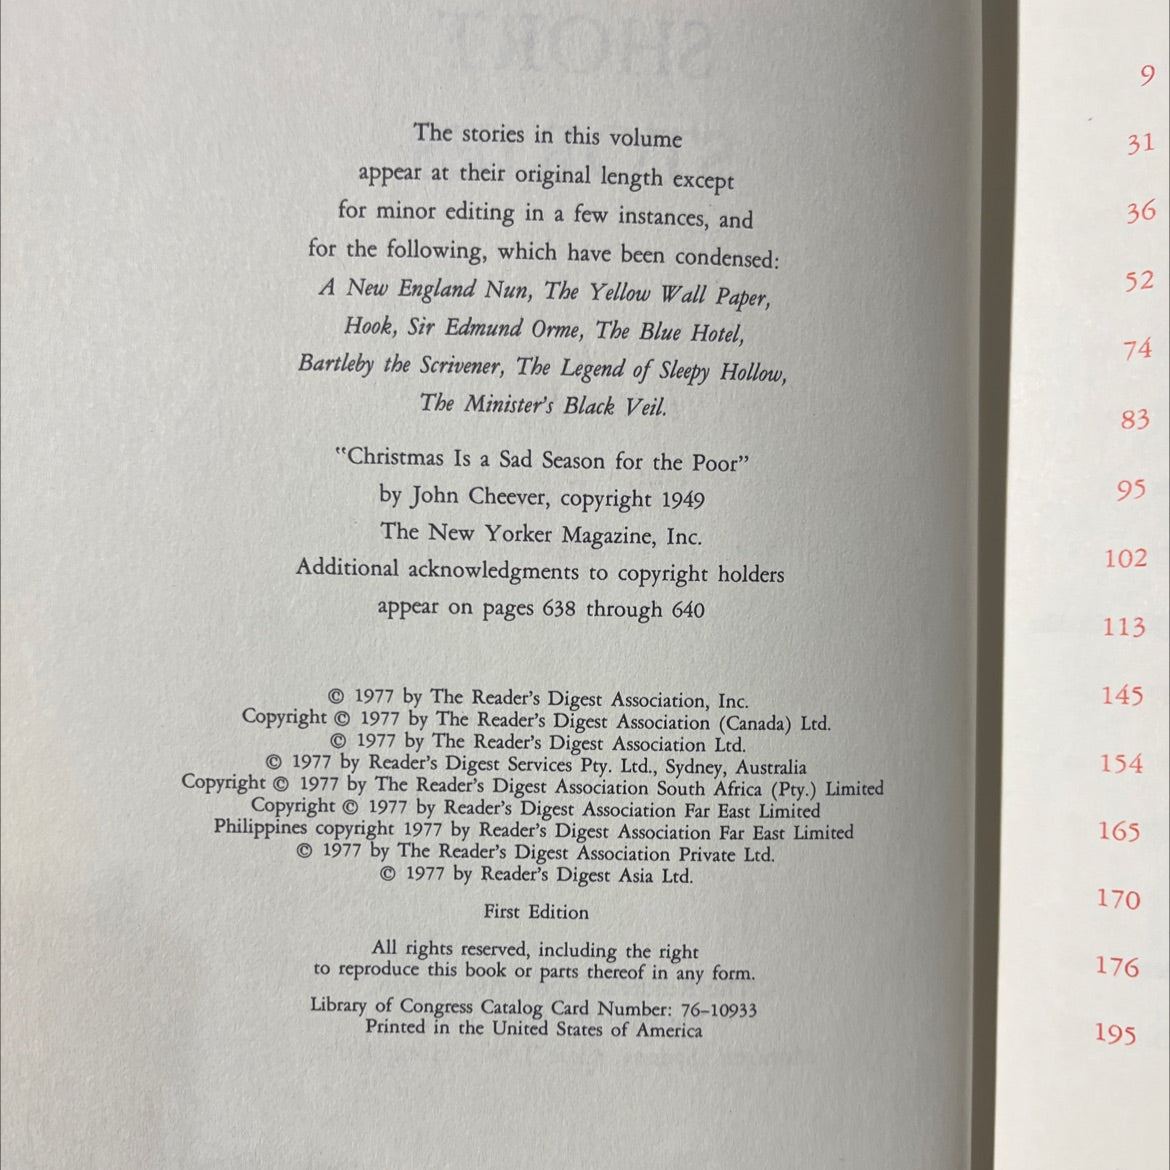 The stories in this volume
appear at their original length except
for minor editing in a few instances, and
for the following, which have been condensed:
A New England Nun, The Yellow Wall Paper,
Hook, Sir Edmund Orme, The Blue Hotel,
Bartleby the Scrivener, The Legend of Sleepy Hollow,
The Minister's Black Veil.
"Christmas Is a Sad Season for the Poor"
by John Cheever, copyright 1949
The New Yorker Magazine, Inc.
Additional acknowledgments to copyright holders
appear on pages 638 through 640
© 1977 by The Reader's Digest Association, Inc.
Copyright © 1977 by The Reader's Digest Association (Canada) Ltd.
© 1977 by The Reader's Digest Association Ltd.
© 1977 by Reader's Digest Services Pty. Ltd., Sydney, Australia
Copyright © 1977 by The Reader's Digest Association South Africa (Pty.) Limited
Copyright © 1977 by Reader's Digest Association Far East Limited
Philippines copyright 1977 by Reader's Digest Association Far East Limited
© 1977 by The Reader's Digest Association Private Ltd.
© 1977 by Reader's Digest Asia Ltd.
First Edition
All rights reserved, including the right
to reproduce this book or parts thereof in any form.
Library of Congress Catalog Card Number: 76-10933
Printed in the United States of America
9
31
36
52
74
83
95
102
113
145
154
165
170
176
195